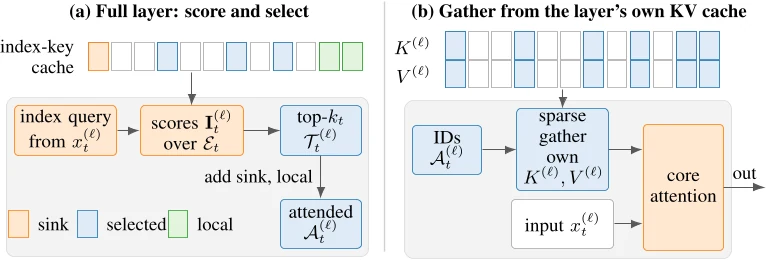 (a) Full layer: score and select
index-key
cache
index query
from x_t^(ℓ)
scores I_t^(ℓ)
over ℰ_t
top-k_t
𝒯_t^(ℓ)
add sink, local
attended
𝒜_t^(ℓ)
sink
selected
local
(b) Gather from the layer's own KV cache
K^(ℓ)
V^(ℓ)
IDs
𝒜_t^(ℓ)
sparse
gather
own
K^(ℓ), V^(ℓ)
input x_t^(ℓ)
core
attention
out